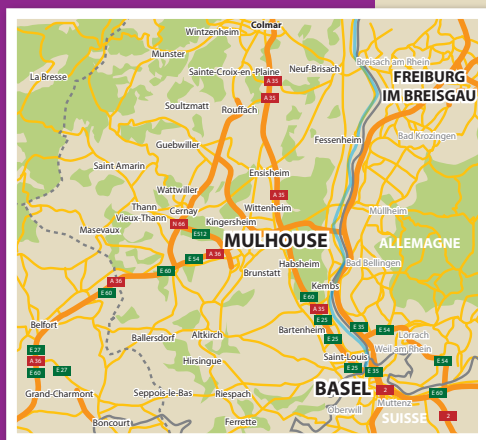 Colmar
Wintzenheim
Munster
Breisach am Rhein
Sainte-Croix-en -Plaine
Neuf-Brisach
La Bresse
A 35
FREIBURG
IM BREISGAU
A 35
Soultzmatt
Rouffach
Fessenheim
Bad Krozingen
Guebwiller
Saint Amarin
Ensisheim
Wattwiller
A 35
Thann
Cernay
Wittenheim
Müllheim
Vieux-Thann
N 66
Kingersheim
Masevaux
E512
MULHOUSE
ALLEMAGNE
A 36
E 54
Habsheim
Bad Bellingen
E 60
Brunstatt
A 36
Kembs
E 60
E 60
A 35
E 25
Belfort
Bartenheim
E 35
E 54
Ballersdorf
Altkirch
E 25
Lörrach
E 27
Weil am Rhein
A 36
Hirsingue
Saint-Louis
E 54
E 60
E 27
E 25
E 35
Grand-Charmont
Seppois-le-Bas
Riespach
BASEL
2
E 60
Muttenz
Oberwill
SUISSE
2
Boncourt
Ferrette